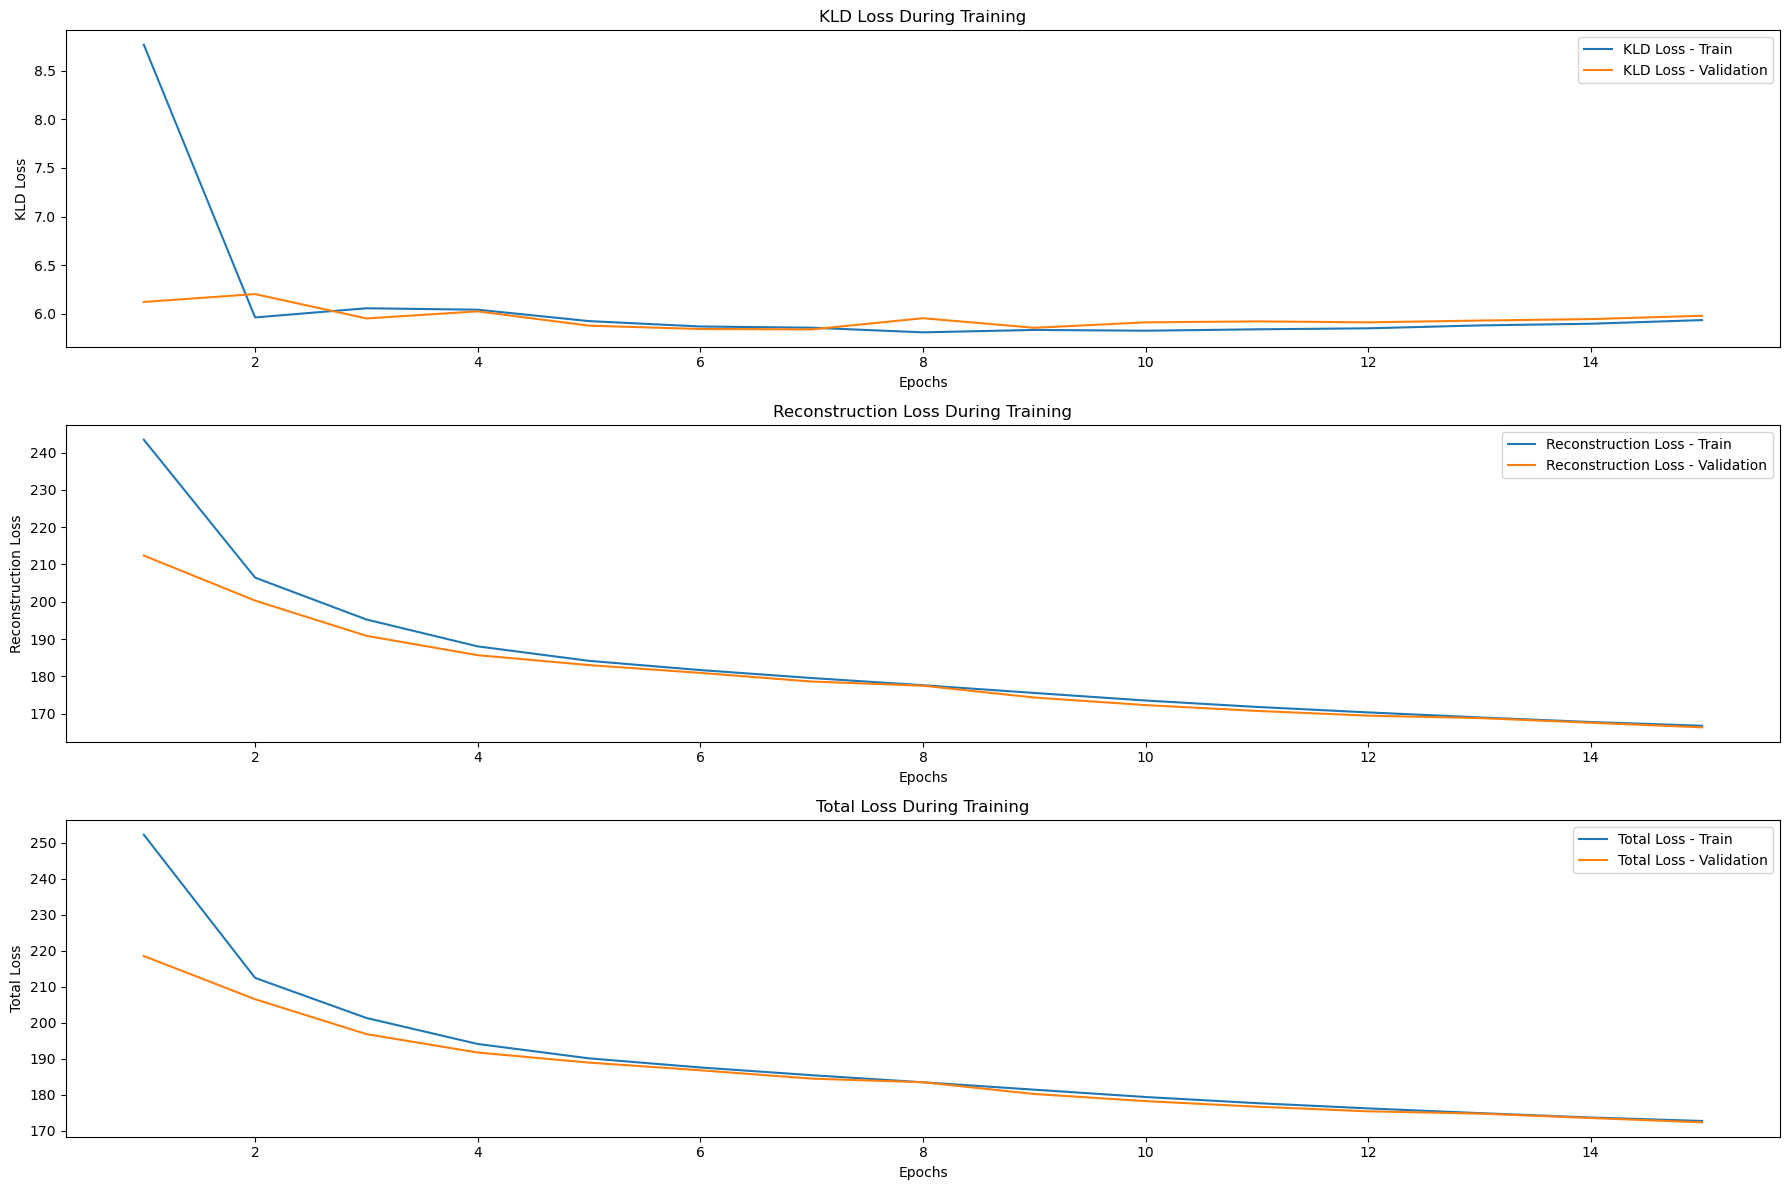 KLD Loss During Training
KLD Loss - Train
KLD Loss - Validation
KLD Loss
8.5
8.0
7.5
7.0
6.5
6.0
2 4 6 8 10 12 14
Epochs
Reconstruction Loss During Training
Reconstruction Loss - Train
Reconstruction Loss - Validation
Reconstruction Loss
240
230
220
210
200
190
180
170
2 4 6 8 10 12 14
Epochs
Total Loss During Training
Total Loss - Train
Total Loss - Validation
Total Loss
250
240
230
220
210
200
190
180
170
2 4 6 8 10 12 14
Epochs